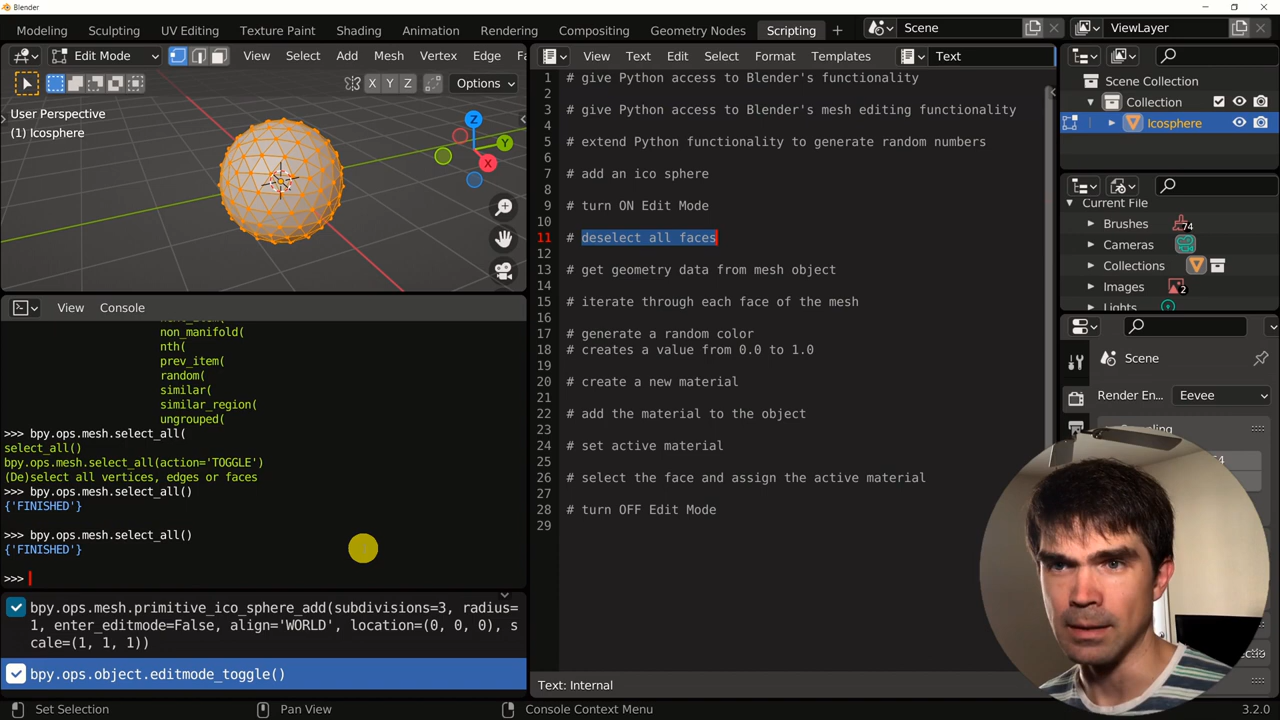 Blender
Modeling Sculpting UV Editing Texture Paint Shading Animation Rendering Compositing Geometry Nodes Scripting + Scene ViewLayer
Edit Mode View Select Add Mesh Vertex Edge
View Text Edit Select Format Templates Text
X Y Z Options
User Perspective
(1) Icosphere
Z
Y
X
1 # give Python access to Blender's functionality
2
3 # give Python access to Blender's mesh editing functionality
4
5 # extend Python functionality to generate random numbers
6
7 # add an ico sphere
8
9 # turn ON Edit Mode
10
11 # deselect all faces
12
13 # get geometry data from mesh object
14
15 # iterate through each face of the mesh
16
17 # generate a random color
18 # creates a value from 0.0 to 1.0
19
20 # create a new material
21
22 # add the material to the object
23
24 # set active material
25
26 # select the face and assign the active material
27
28 # turn OFF Edit Mode
29
Text: Internal
Scene Collection
Collection
Icosphere
Current File
Brushes 74
Cameras
Collections
Images 2
Lights
Scene
Render En... Eevee
View Console
non_manifold(
nth(
prev_item(
random(
similar(
similar_region(
ungrouped(
>>> bpy.ops.mesh.select_all(
select_all()
bpy.ops.mesh.select_all(action='TOGGLE')
(De)select all vertices, edges or faces
>>> bpy.ops.mesh.select_all()
{'FINISHED'}
>>> bpy.ops.mesh.select_all()
{'FINISHED'}
>>>
bpy.ops.mesh.primitive_ico_sphere_add(subdivisions=3, radius=
1, enter_editmode=False, align='WORLD', location=(0, 0, 0), s
cale=(1, 1, 1))
bpy.ops.object.editmode_toggle()
Set Selection Pan View Console Context Menu 3.2.0